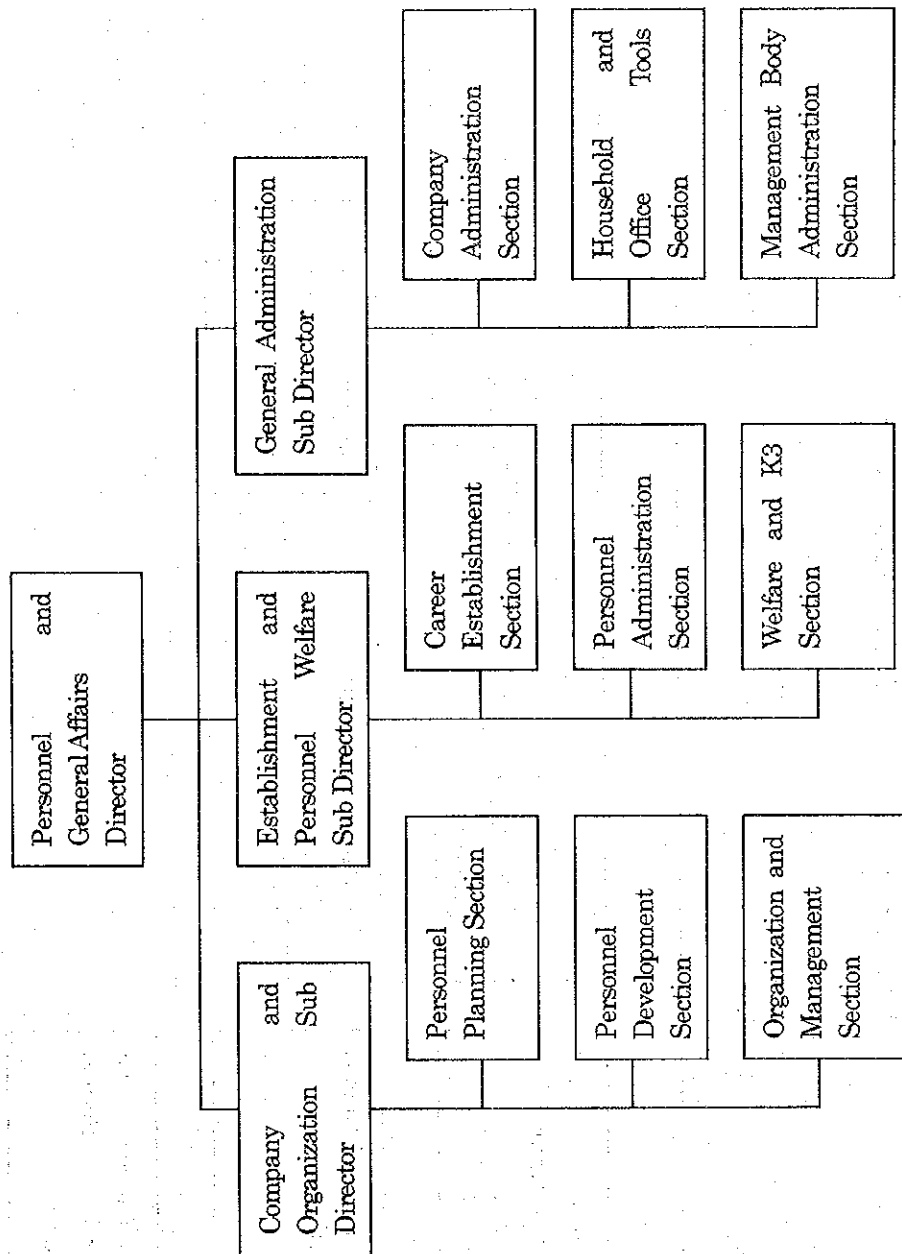 Personnel and
General Affairs
Director
Company and
Organization Sub
Director
Establishment and
Personnel Welfare
Sub Director
General Administration
Sub Director
Personnel
Planning Section
Career
Establishment
Section
Company
Administration
Section
Personnel
Development
Section
Personnel
Administration
Section
Household and
Office Tools
Section
Organization and
Management
Section
Welfare and K3
Section
Management Body
Administration
Section